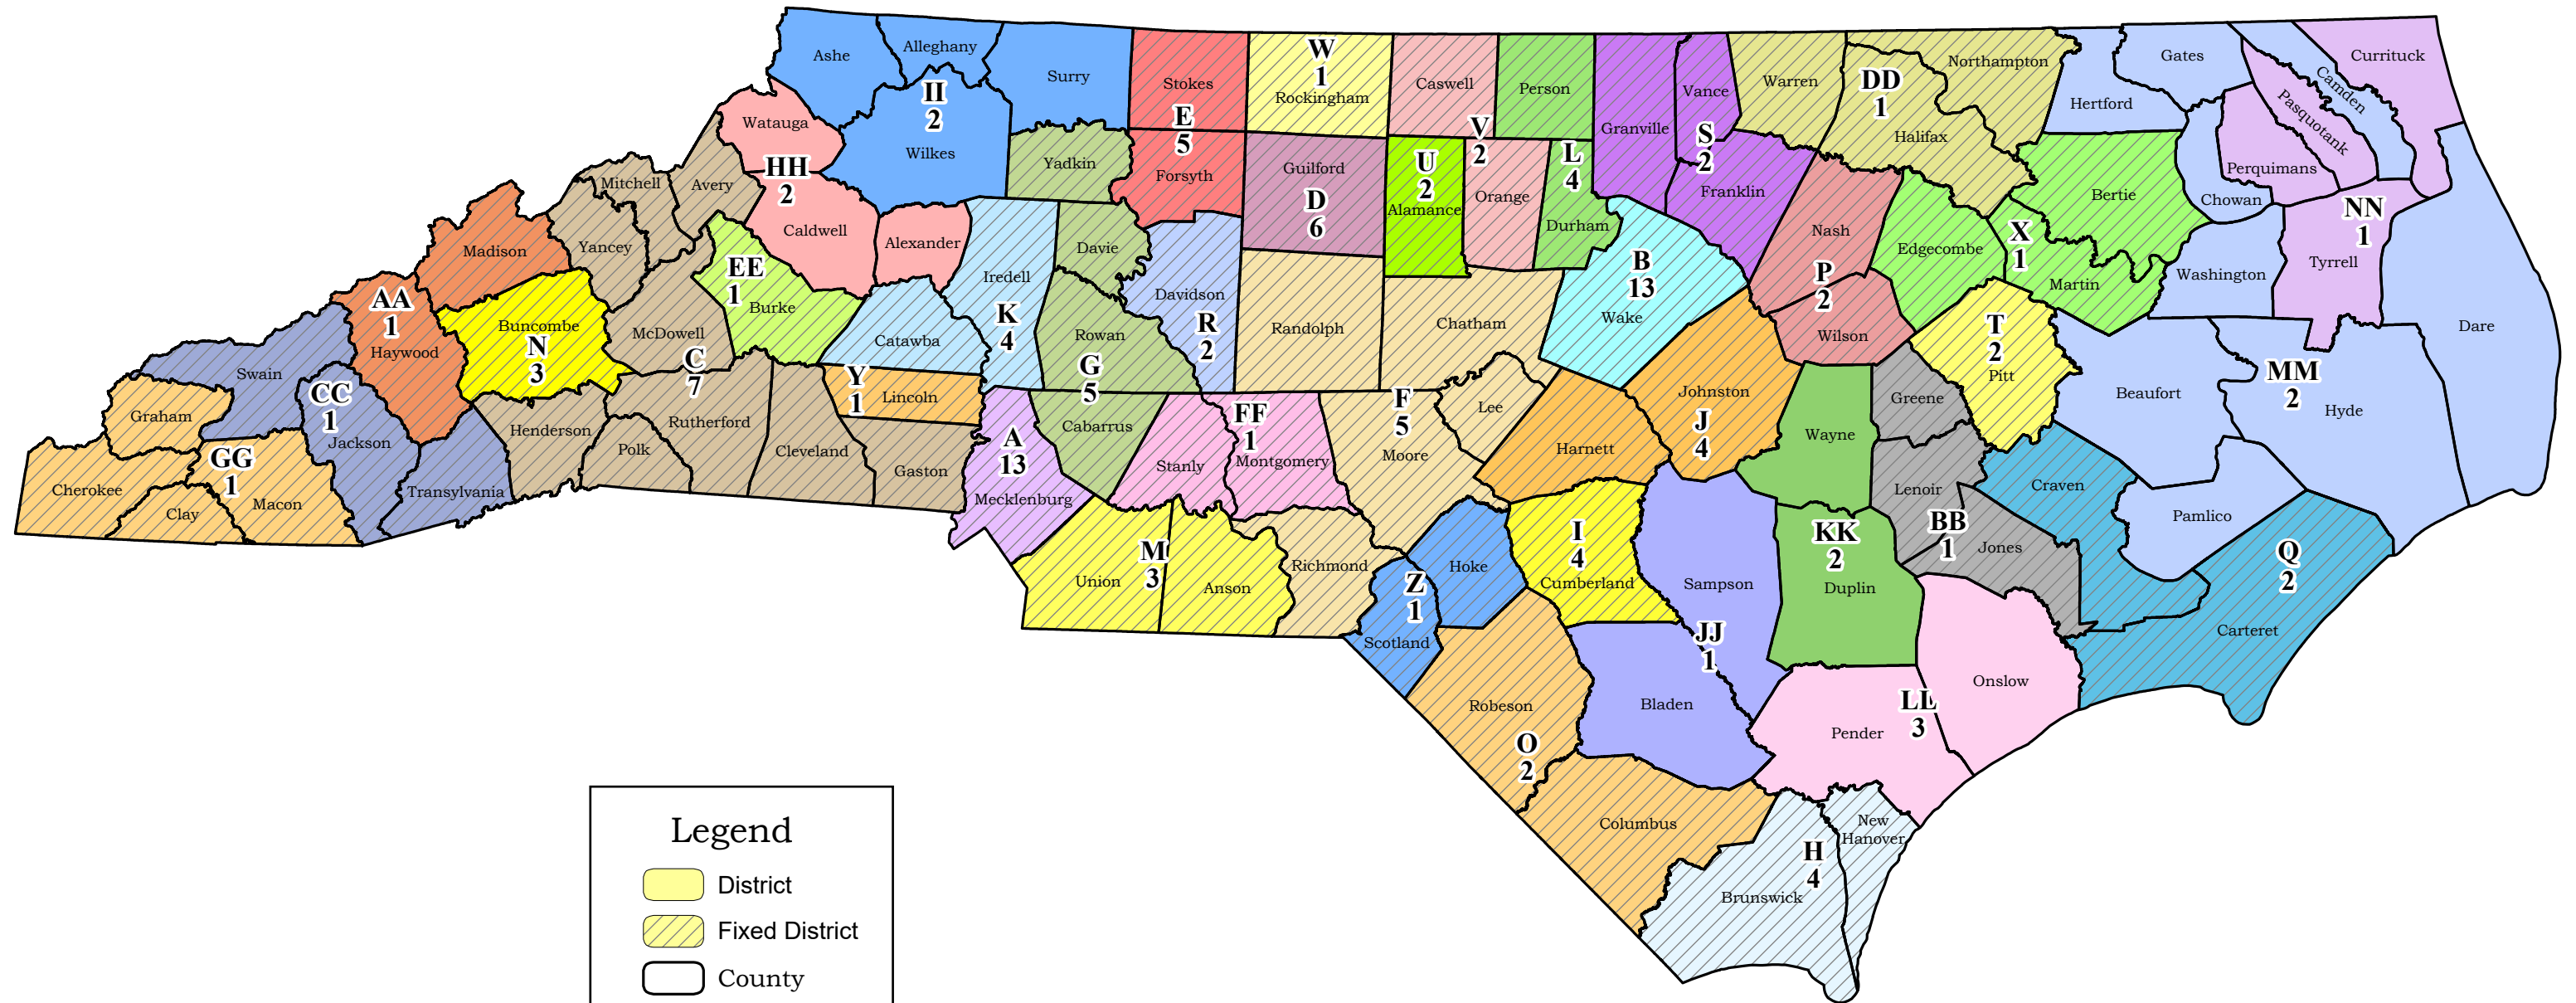 Ashe
Alleghany
Surry
Stokes
W
1
Rockingham
Caswell
Person
Granville
Vance
Warren
DD
1
Northampton
Halifax
Hertford
Gates
Camden
Currituck
Pasquotank
Perquimans
Chowan
II
2
Wilkes
Watauga
HH
2
Caldwell
Alexander
Yadkin
E
5
Forsyth
Guilford
D
6
U
2
Alamance
V
2
Orange
L
4
Durham
S
2
Franklin
Nash
P
2
Wilson
Edgecombe
X
1
Bertie
Martin
Washington
NN
1
Tyrrell
Dare
Mitchell
Avery
Yancey
Madison
AA
1
Haywood
Buncombe
N
3
McDowell
C
7
EE
1
Burke
Catawba
Iredell
K
4
Davie
Rowan
G
5
Davidson
R
2
Randolph
Chatham
B
13
Wake
Johnston
J
4
T
2
Pitt
Greene
Beaufort
MM
2
Hyde
Swain
Graham
CC
1
Jackson
Cherokee
Clay
GG
1
Macon
Transylvania
Henderson
Polk
Rutherford
Cleveland
Y
1
Lincoln
Gaston
A
13
Mecklenburg
Cabarrus
Stanly
FF
1
Montgomery
F
5
Moore
Lee
Harnett
Wayne
Lenoir
BB
1
Jones
Craven
Pamlico
Q
2
Carteret
Union
M
3
Anson
Richmond
Z
1
Scotland
Hoke
I
4
Cumberland
Sampson
KK
2
Duplin
Onslow
JJ
1
Bladen
Robeson
O
2
Columbus
LL
3
Pender
H
4
Brunswick
New
Hanover
Legend
District
Fixed District
County